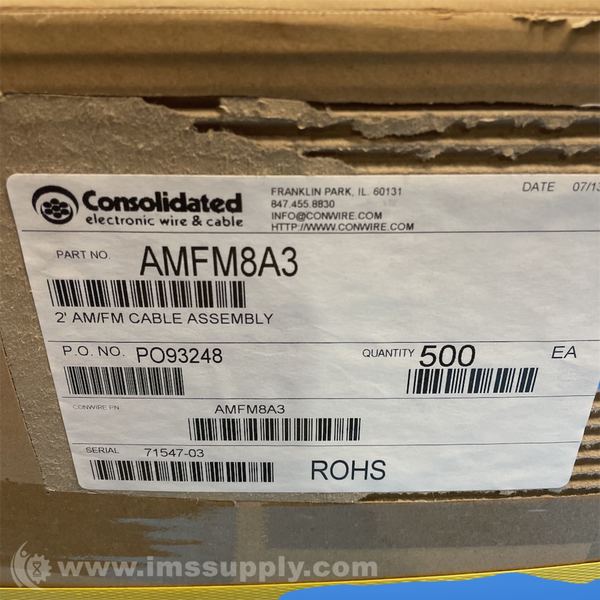 Consolidated
electronic wire & cable
FRANKLIN PARK, IL. 60131
847.455.8830
INFO@CONWIRE.COM
HTTP://WWW.CONWIRE.COM
DATE 07/13
PART NO. AMFM8A3
2' AM/FM CABLE ASSEMBLY
P.O. NO. PO93248
QUANTITY 500 EA
CONWIRE PN AMFM8A3
SERIAL 71547-03
ROHS
www.imssupply.com